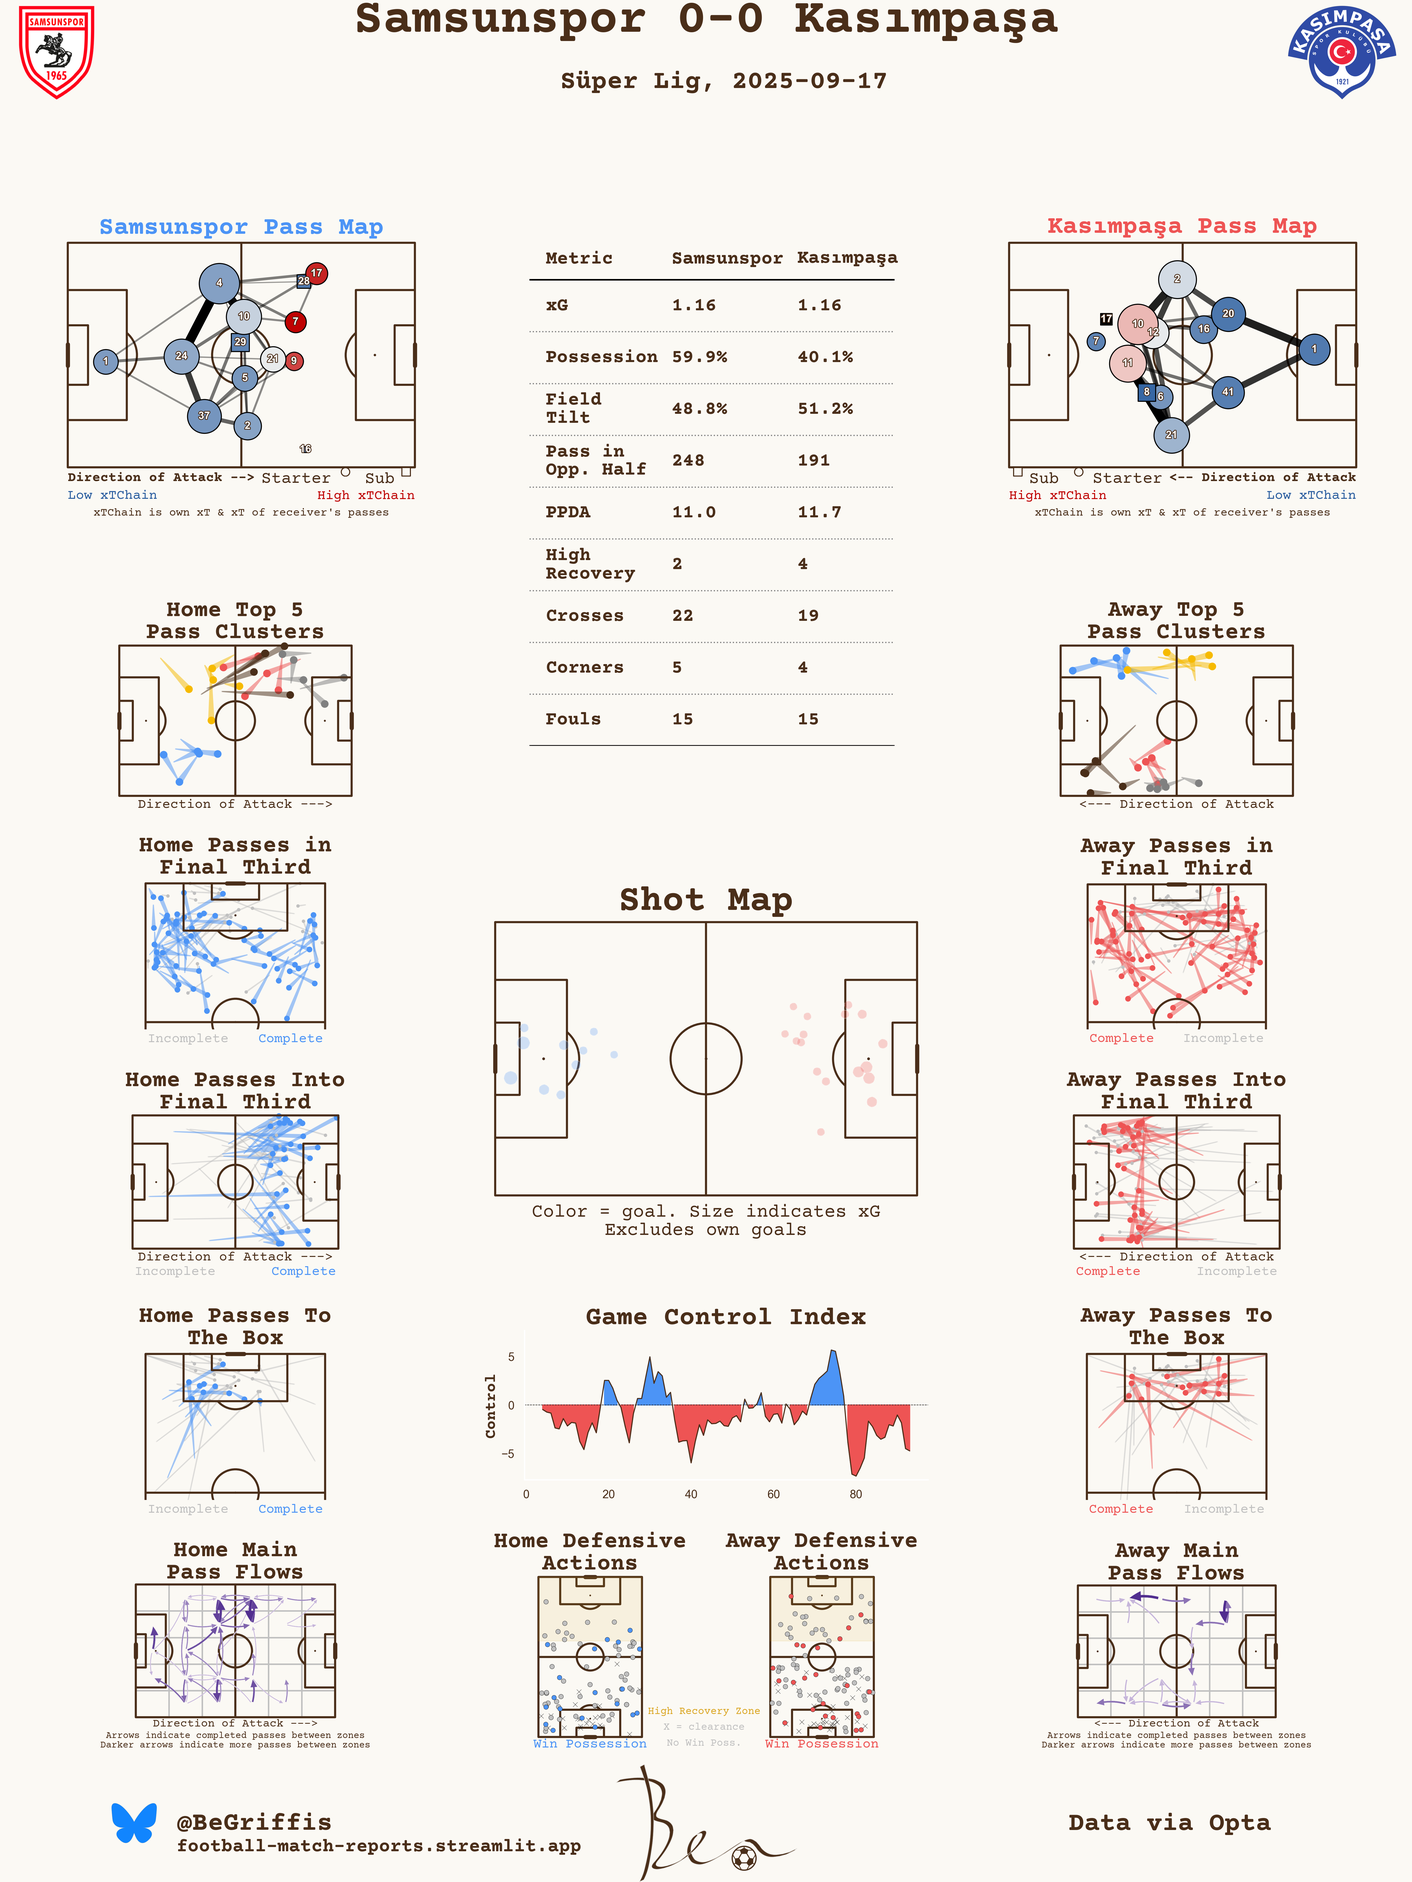 Samsunspor 0-0 Kasımpaşa
Süper Lig, 2025-09-17
SAMSUNSPOR
1965
KASIMPAŞA
SPOR KULÜBÜ
1921
Samsunspor Pass Map
4
17
28
10
7
29
24
1
21
9
5
37
2
16
Direction of Attack --> Starter Sub
Low xTChain High xTChain
xTChain is own xT & xT of receiver's passes
Metric Samsunspor Kasımpaşa
xG 1.16 1.16
Possession 59.9% 40.1%
Field
Tilt 48.8% 51.2%
Pass in
Opp. Half 248 191
PPDA 11.0 11.7
High
Recovery 2 4
Crosses 22 19
Corners 5 4
Fouls 15 15
Kasımpaşa Pass Map
2
17
10
20
12
16
7
1
11
8
6
41
21
Sub Starter <-- Direction of Attack
High xTChain Low xTChain
xTChain is own xT & xT of receiver's passes
Home Top 5
Pass Clusters
Direction of Attack --->
Away Top 5
Pass Clusters
<--- Direction of Attack
Home Passes in
Final Third
Incomplete Complete
Shot Map
Color = goal. Size indicates xG
Excludes own goals
Away Passes in
Final Third
Complete Incomplete
Home Passes Into
Final Third
Direction of Attack --->
Incomplete Complete
Away Passes Into
Final Third
<--- Direction of Attack
Complete Incomplete
Home Passes To
The Box
Incomplete Complete
Game Control Index
Control
5
0
−5
0 20 40 60 80
Away Passes To
The Box
Complete Incomplete
Home Main
Pass Flows
Direction of Attack --->
Arrows indicate completed passes between zones
Darker arrows indicate more passes between zones
Home Defensive
Actions
Win Possession
High Recovery Zone
X = clearance
No Win Poss.
Away Defensive
Actions
Win Possession
Away Main
Pass Flows
<--- Direction of Attack
Arrows indicate completed passes between zones
Darker arrows indicate more passes between zones
@BeGriffis
football-match-reports.streamlit.app
Ben
Data via Opta